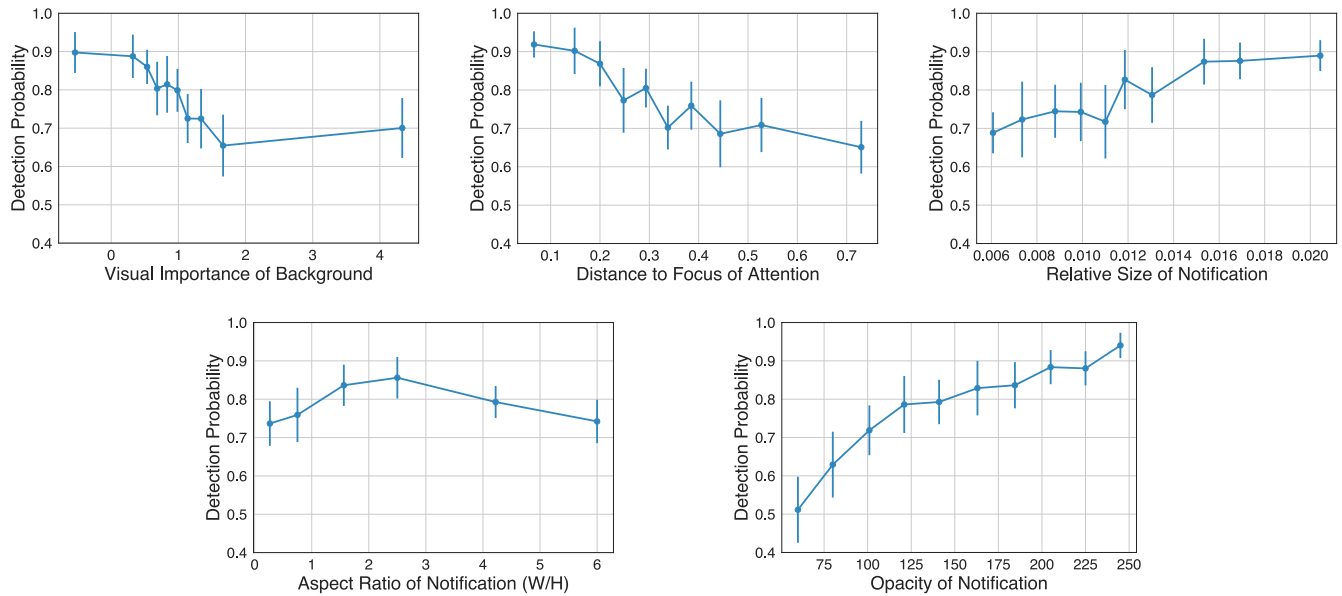 1.0
0.9
0.8
0.7
0.6
0.5
0.4
Detection Probability
0 1 2 3 4
Visual Importance of Background
1.0
0.9
0.8
0.7
0.6
0.5
0.4
Detection Probability
0.1 0.2 0.3 0.4 0.5 0.6 0.7
Distance to Focus of Attention
1.0
0.9
0.8
0.7
0.6
0.5
0.4
Detection Probability
0.006 0.008 0.010 0.012 0.014 0.016 0.018 0.020
Relative Size of Notification
1.0
0.9
0.8
0.7
0.6
0.5
0.4
Detection Probability
0 1 2 3 4 5 6
Aspect Ratio of Notification (W/H)
1.0
0.9
0.8
0.7
0.6
0.5
0.4
Detection Probability
75 100 125 150 175 200 225 250
Opacity of Notification